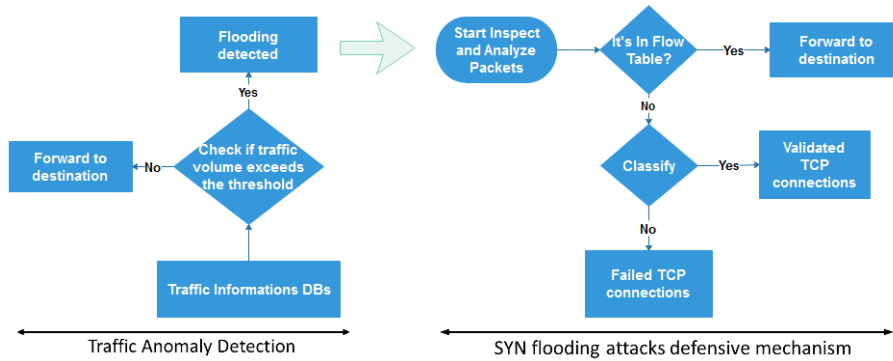 Flooding
detected
Yes
Check if traffic
volume exceeds
the threshold
No
Forward to
destination
Traffic Informations DBs
Traffic Anomaly Detection
Start Inspect
and Analyze
Packets
It's In Flow
Table?
Yes
Forward to
destination
No
Classify
Yes
Validated
TCP
connections
No
Failed TCP
connections
SYN flooding attacks defensive mechanism